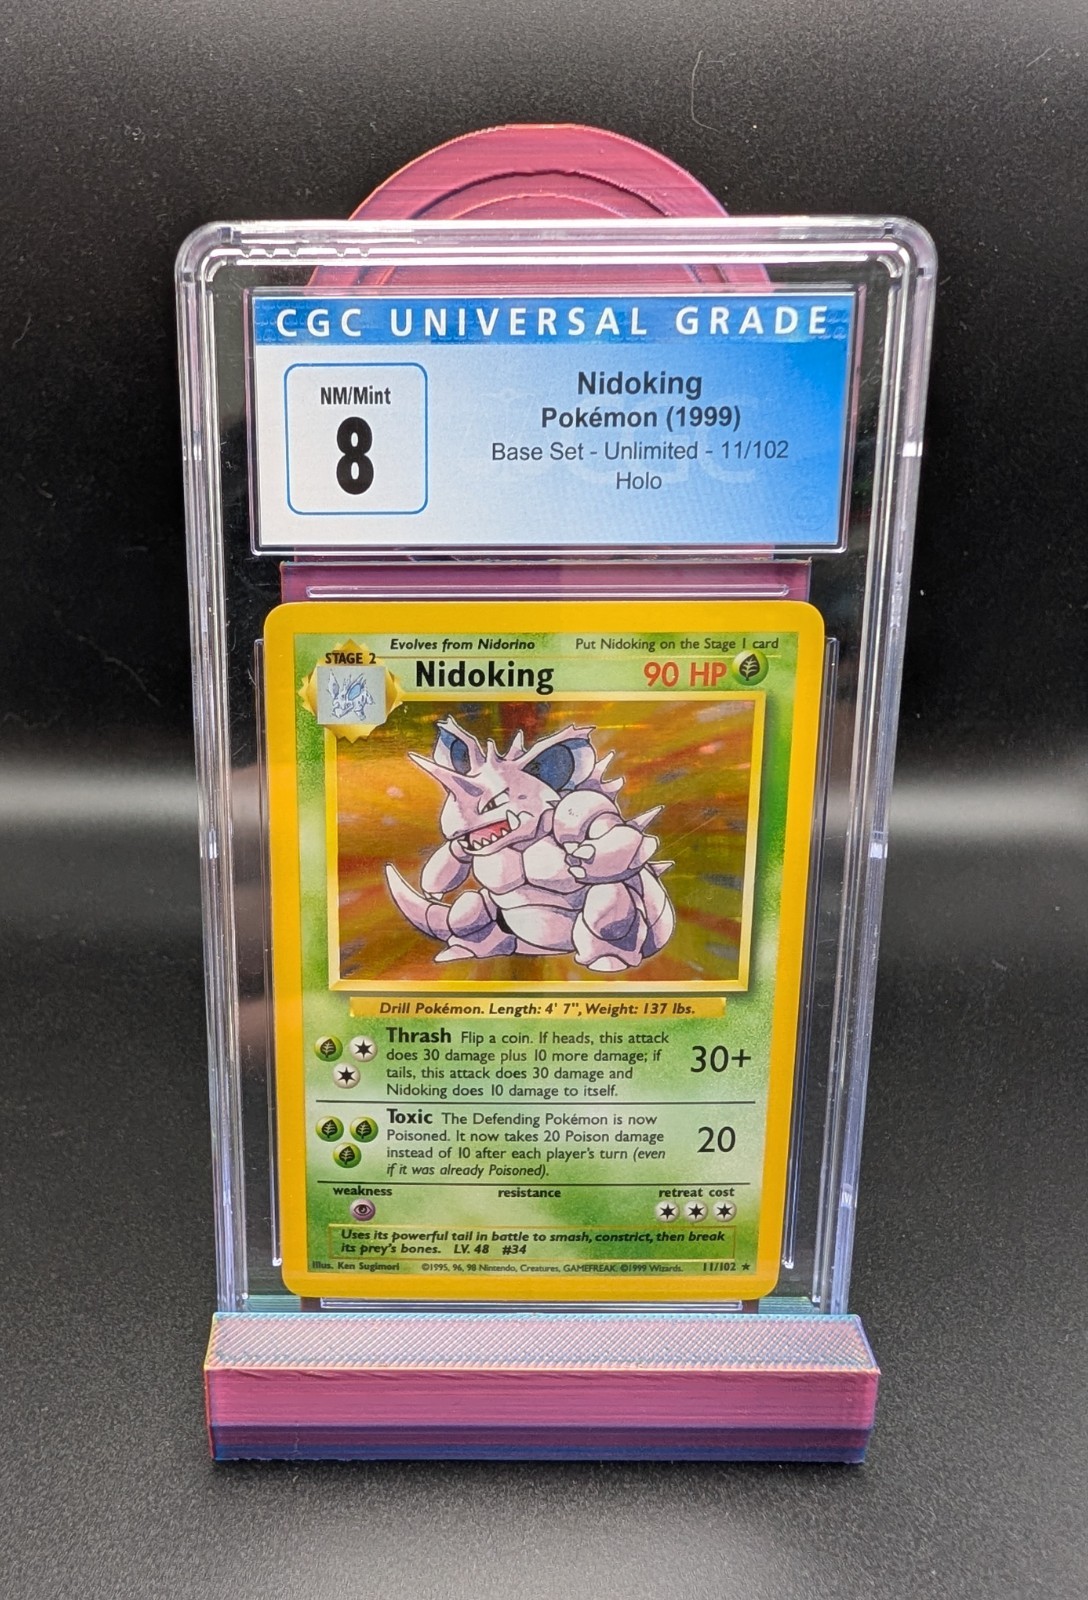 CGC UNIVERSAL GRADE
NM/Mint
8
Nidoking
Pokémon (1999)
Base Set - Unlimited - 11/102
Holo
Evolves from Nidorino
Put Nidoking on the Stage 1 card
STAGE 2
Nidoking
90 HP
Drill Pokémon. Length: 4' 7", Weight: 137 lbs.
Thrash Flip a coin. If heads, this attack
does 30 damage plus 10 more damage; if
tails, this attack does 30 damage and
Nidoking does 10 damage to itself.
30+
Toxic The Defending Pokémon is now
Poisoned. It now takes 20 Poison damage
instead of 10 after each player's turn (even
if it was already Poisoned).
20
weakness
resistance
retreat cost
Uses its powerful tail in battle to smash, constrict, then break
its prey's bones. LV. 48 #34
Illus. Ken Sugimori
©1995, 96, 98 Nintendo, Creatures, GAMEFREAK. ©1999 Wizards.
11/102 ★